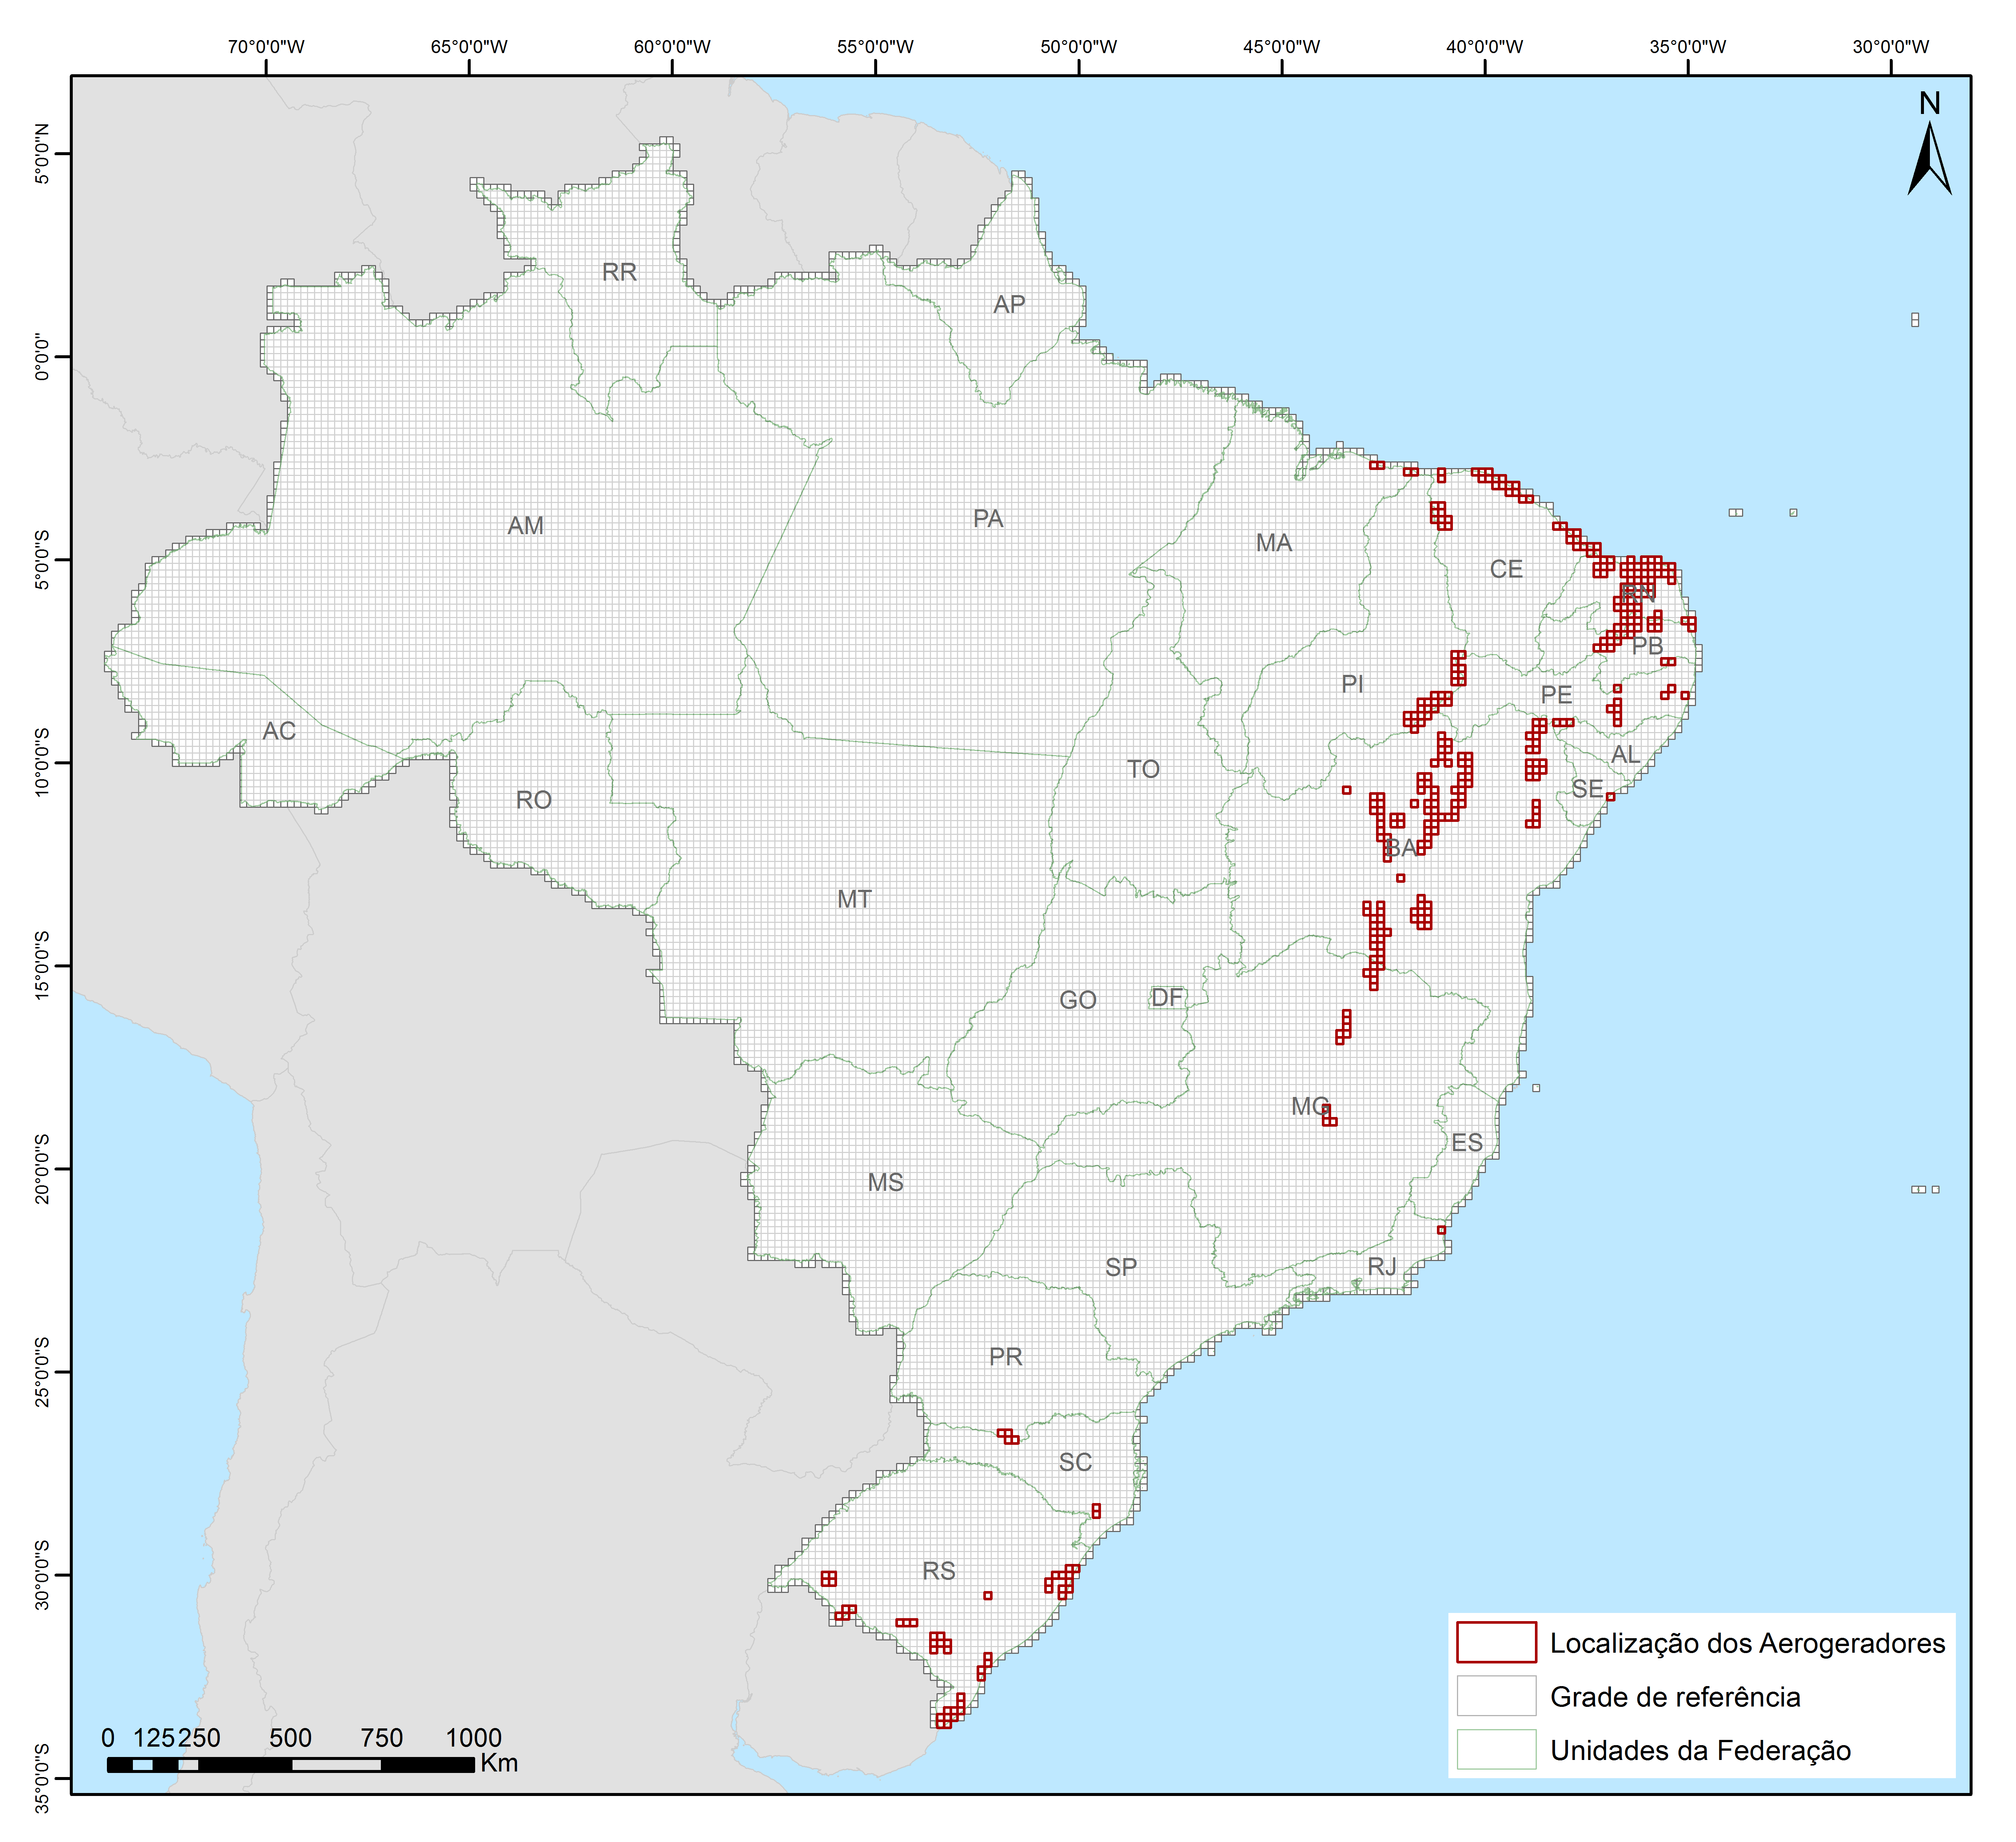 70°0'0"W 65°0'0"W 60°0'0"W 55°0'0"W 50°0'0"W 45°0'0"W 40°0'0"W 35°0'0"W 30°0'0"W
N
5°0'0"N
0°0'0"
5°0'0"S
10°0'0"S
15°0'0"S
20°0'0"S
25°0'0"S
30°0'0"S
35°0'0"S
RR
AP
AM
PA
MA
CE
RN
PB
PI
PE
AC
AL
TO
SE
RO
BA
MT
DF
GO
MG
ES
MS
RJ
SP
PR
SC
RS
Localização dos Aerogeradores
Grade de referência
Unidades da Federação
0 125 250 500 750 1000
Km